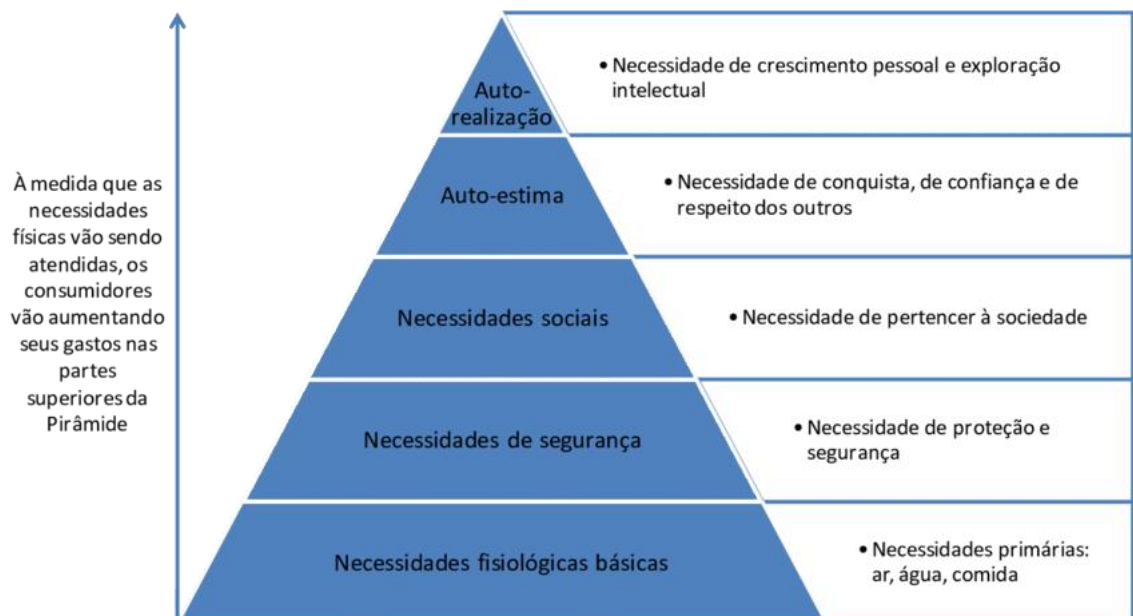 À medida que as
necessidades
físicas vão sendo
atendidas, os
consumidores
vão aumentando
seus gastos nas
partes
superiores da
Pirâmide
Auto-
realização
• Necessidade de crescimento pessoal e exploração
intelectual
Auto-estima
• Necessidade de conquista, de confiança e de
respeito dos outros
Necessidades sociais
• Necessidade de pertencer à sociedade
Necessidades de segurança
• Necessidade de proteção e
segurança
Necessidades fisiológicas básicas
• Necessidades primárias:
ar, água, comida